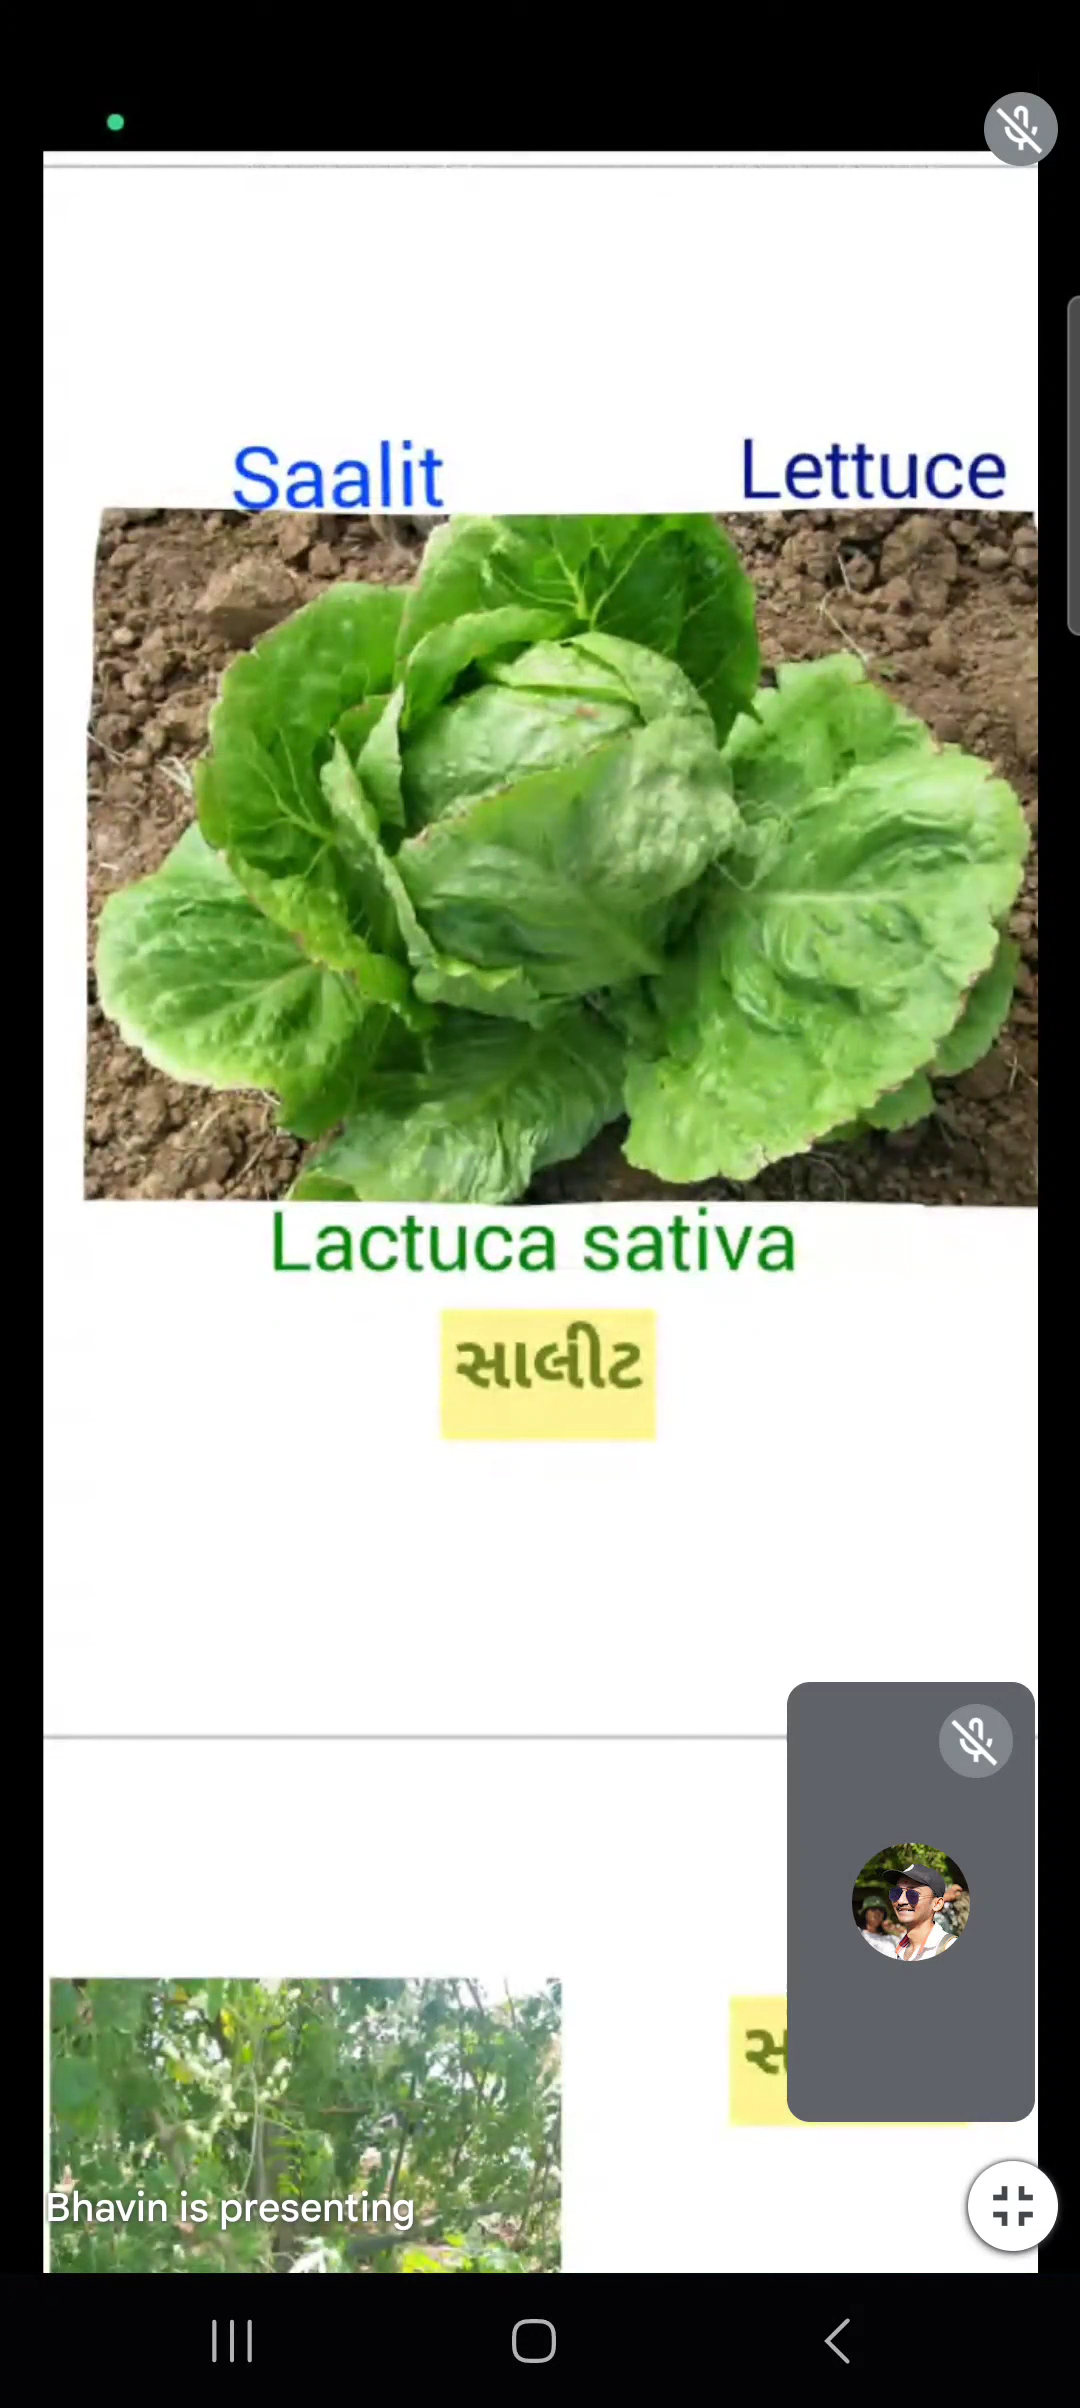 Saalit
Lettuce
Lactuca sativa
સાલીટ
Bhavin is presenting